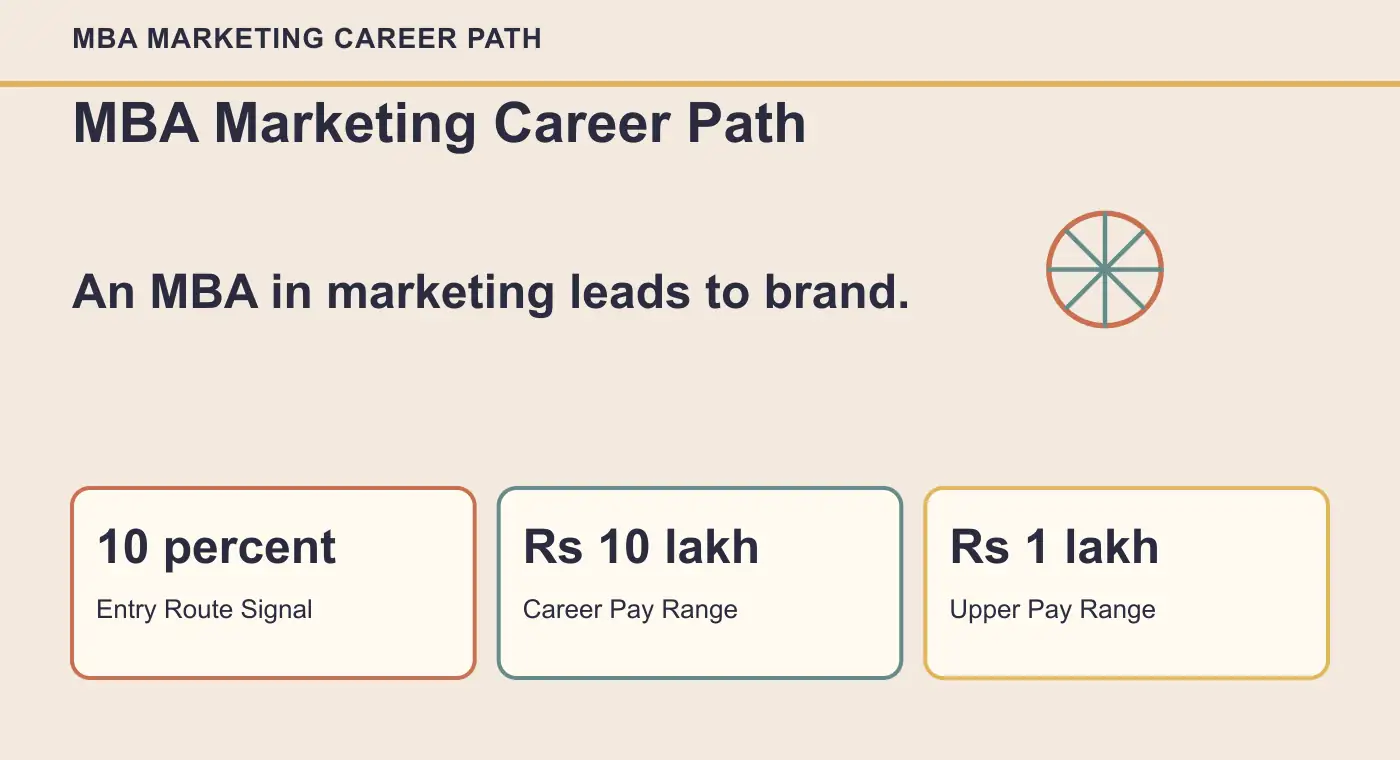 MBA MARKETING CAREER PATH
MBA Marketing Career Path
An MBA in marketing leads to brand.
10 percent
Entry Route Signal
Rs 10 lakh
Career Pay Range
Rs 1 lakh
Upper Pay Range